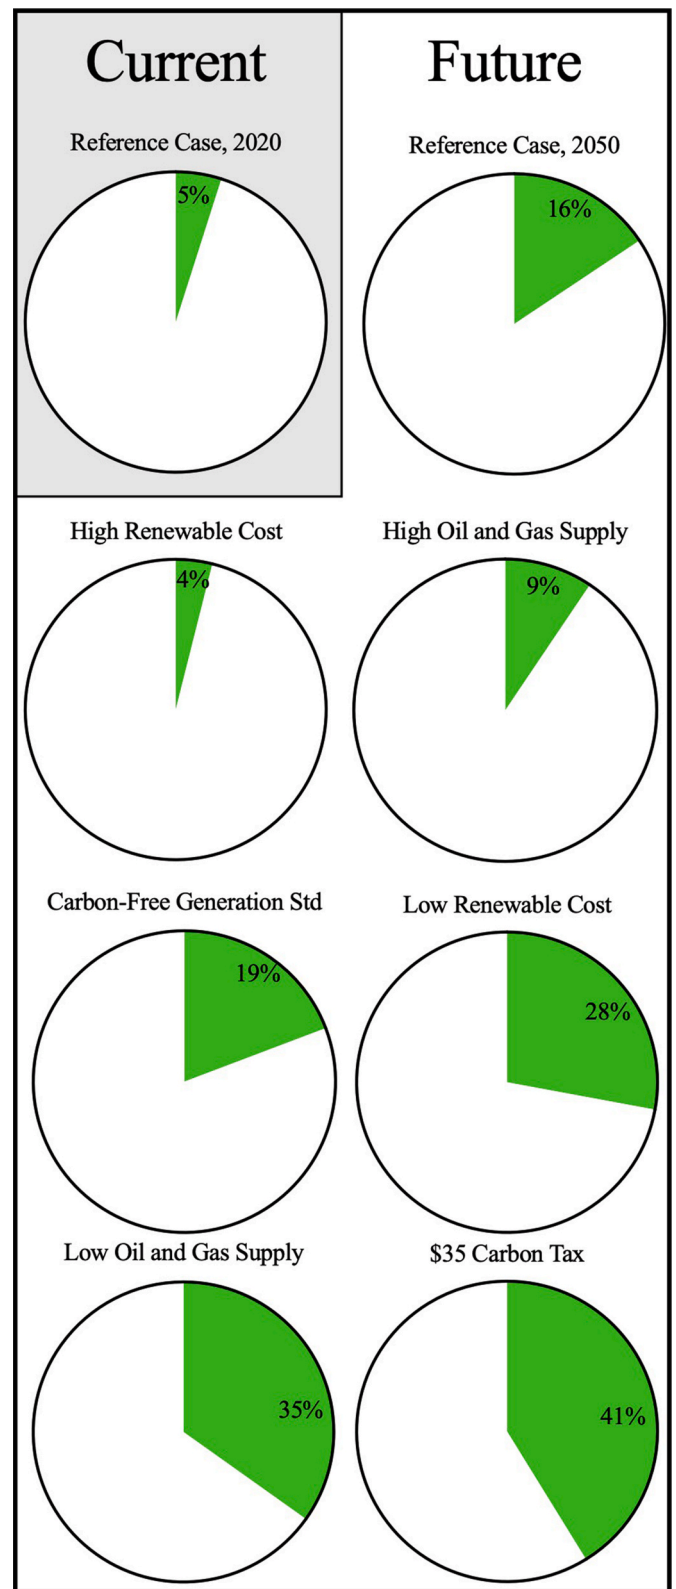 Current
Future
Reference Case, 2020
Reference Case, 2050
5%
16%
High Renewable Cost
High Oil and Gas Supply
4%
9%
Carbon-Free Generation Std
Low Renewable Cost
19%
28%
Low Oil and Gas Supply
$35 Carbon Tax
35%
41%